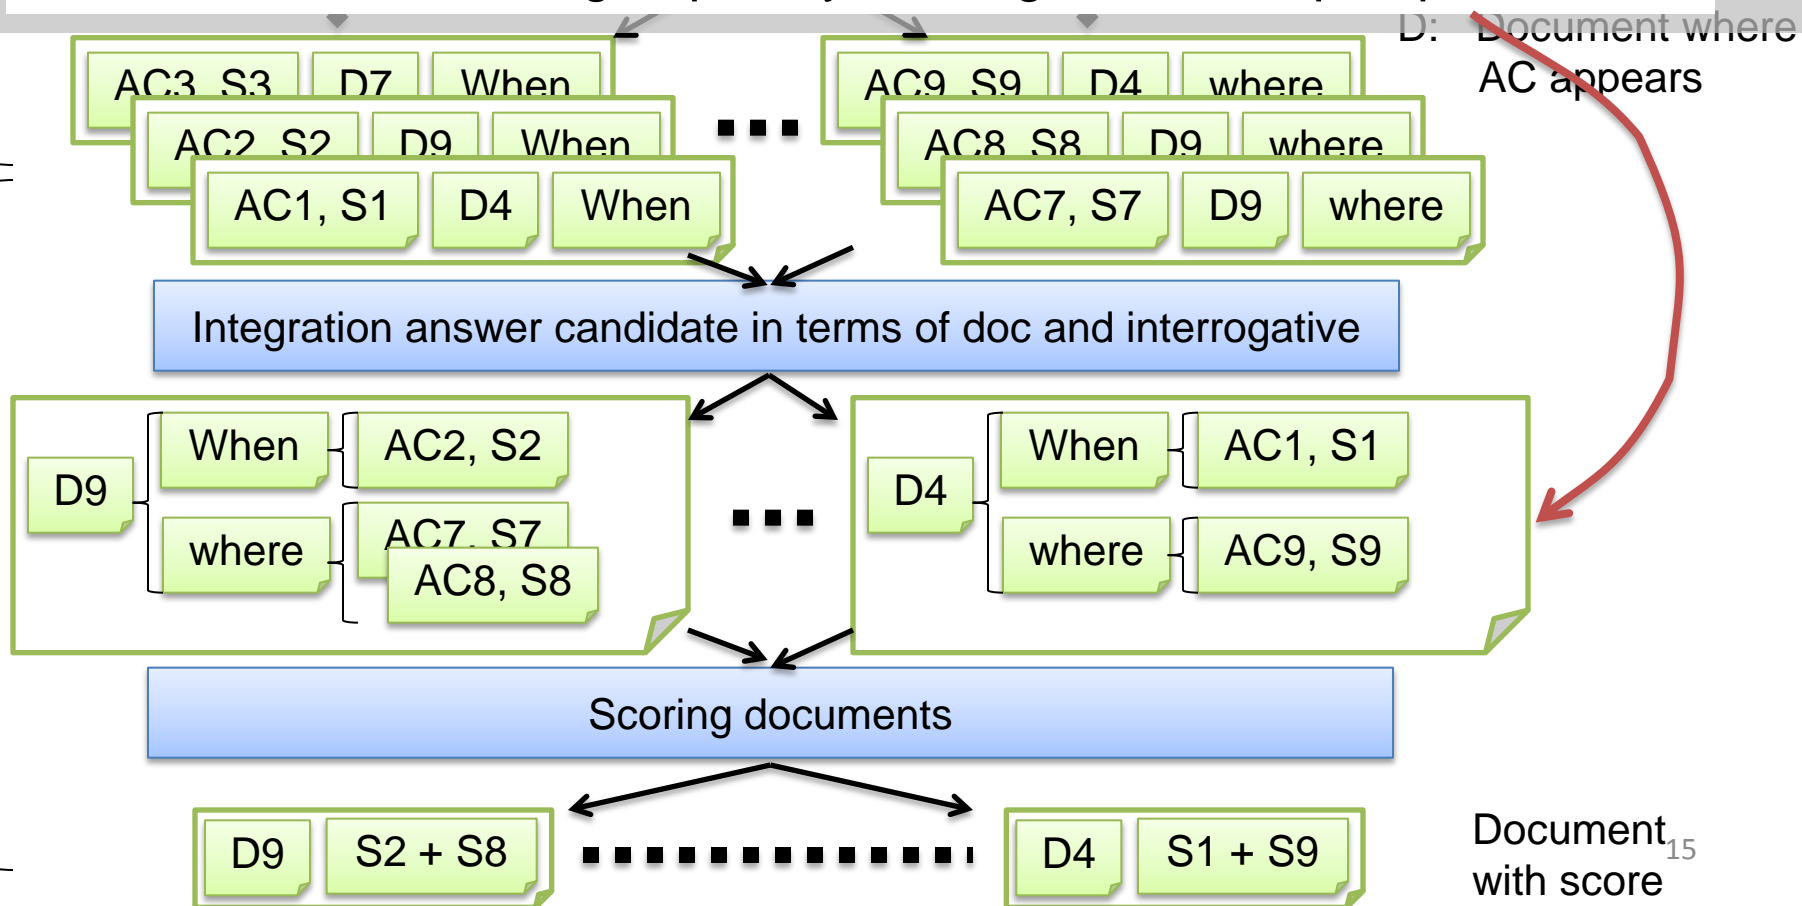 D: Document where
AC appears
AC3, S3 D7 When
AC9, S9 D4 where
AC2, S2 D9 When
AC8, S8 D9 where
AC1, S1 D4 When
AC7, S7 D9 where
Integration answer candidate in terms of doc and interrogative
D9
When AC2, S2
where AC7, S7
AC8, S8
D4
When AC1, S1
where AC9, S9
Scoring documents
D9 S2 + S8
D4 S1 + S9
Document
with score
15